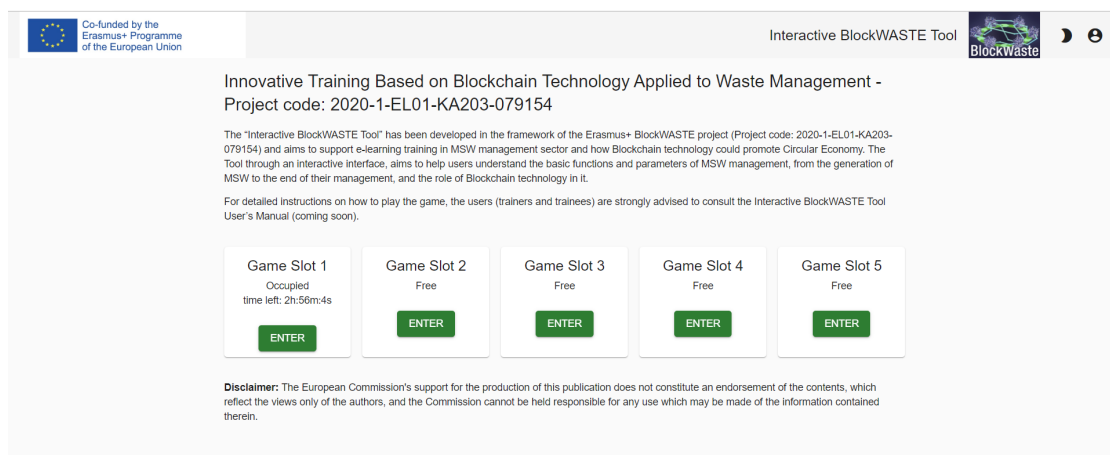 Co-funded by the
Erasmus+ Programme
of the European Union
Interactive BlockWASTE Tool
BlockWaste
Innovative Training Based on Blockchain Technology Applied to Waste Management -
Project code: 2020-1-EL01-KA203-079154
The "Interactive BlockWASTE Tool" has been developed in the framework of the Erasmus+ BlockWASTE project (Project code: 2020-1-EL01-KA203-
079154) and aims to support e-learning training in MSW management sector and how Blockchain technology could promote Circular Economy. The
Tool through an interactive interface, aims to help users understand the basic functions and parameters of MSW management, from the generation of
MSW to the end of their management, and the role of Blockchain technology in it.
For detailed instructions on how to play the game, the users (trainers and trainees) are strongly advised to consult the Interactive BlockWASTE Tool
User's Manual (coming soon).
Game Slot 1
Occupied
time left: 2h:56m:4s
ENTER
Game Slot 2
Free
ENTER
Game Slot 3
Free
ENTER
Game Slot 4
Free
ENTER
Game Slot 5
Free
ENTER
Disclaimer: The European Commission's support for the production of this publication does not constitute an endorsement of the contents, which
reflect the views only of the authors, and the Commission cannot be held responsible for any use which may be made of the information contained
therein.